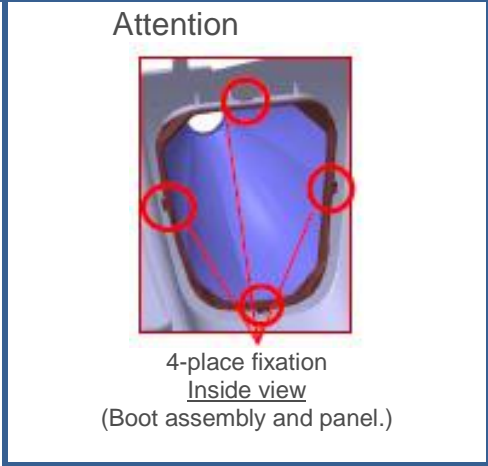 Attention
4-place fixation
Inside view
(Boot assembly and panel.)